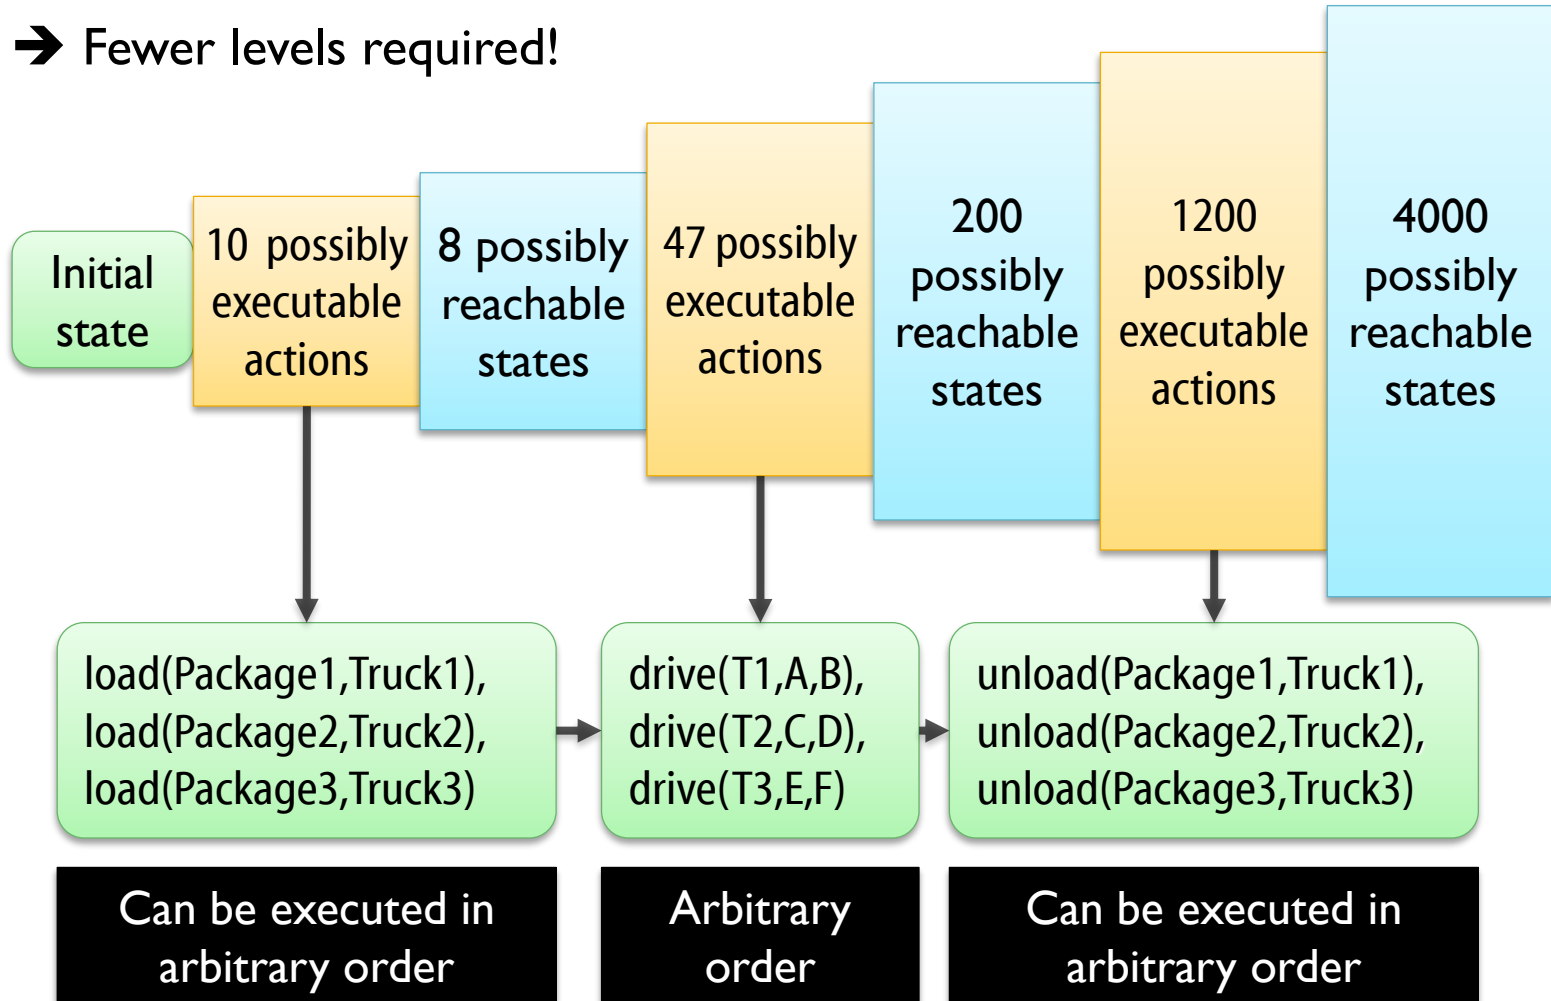 ➔ Fewer levels required!
Initial
state
10 possibly
executable
actions
8 possibly
reachable
states
47 possibly
executable
actions
200
possibly
reachable
states
1200
possibly
executable
actions
4000
possibly
reachable
states
load(Package1,Truck1),
load(Package2,Truck2),
load(Package3,Truck3)
drive(T1,A,B),
drive(T2,C,D),
drive(T3,E,F)
unload(Package1,Truck1),
unload(Package2,Truck2),
unload(Package3,Truck3)
Can be executed in
arbitrary order
Arbitrary
order
Can be executed in
arbitrary order